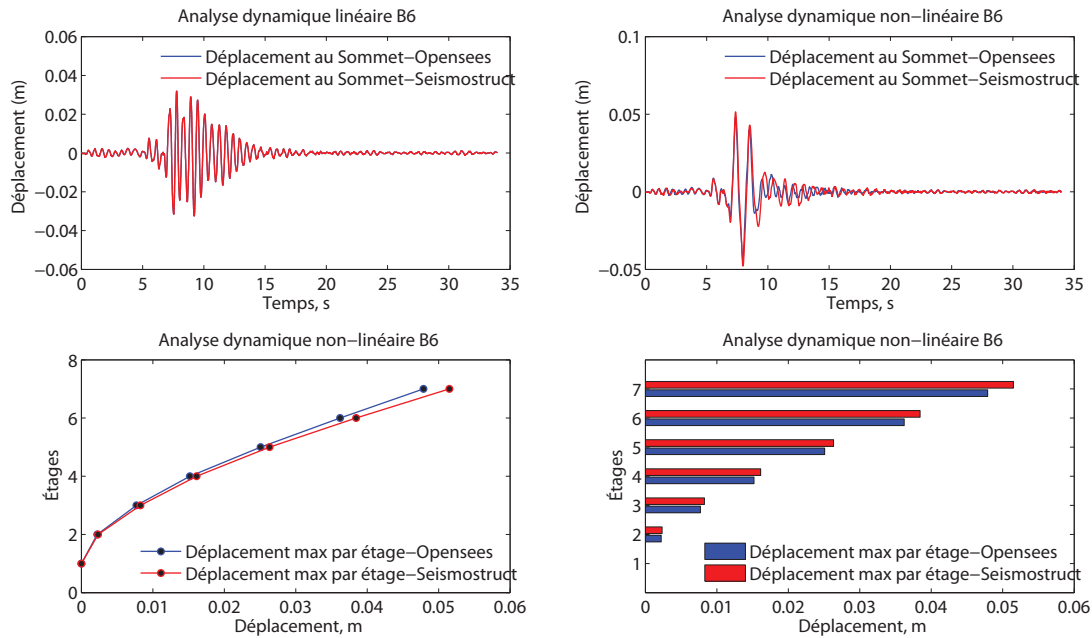 Analyse dynamique linéaire B6
0.06
0.04
0.02
0
−0.02
−0.04
−0.06
Déplacement (m)
Déplacement au Sommet−Opensees
Déplacement au Sommet−Seismostruct
0 5 10 15 20 25 30 35
Temps, s
Analyse dynamique non−linéaire B6
0.1
0.05
0
−0.05
Déplacement (m)
Déplacement au Sommet−Opensees
Déplacement au Sommet−Seismostruct
0 5 10 15 20 25 30 35
Temps, s
Analyse dynamique non−linéaire B6
8
6
4
2
0
Étages
Déplacement max par étage−Opensees
Déplacement max par étage−Seismostruct
0 0.01 0.02 0.03 0.04 0.05 0.06
Déplacement, m
Analyse dynamique non−linéaire B6
7
6
5
4
3
2
1
Étages
Déplacement max par étage−Opensees
Déplacement max par étage−Seismostruct
0 0.01 0.02 0.03 0.04 0.05 0.06
Déplacement, m